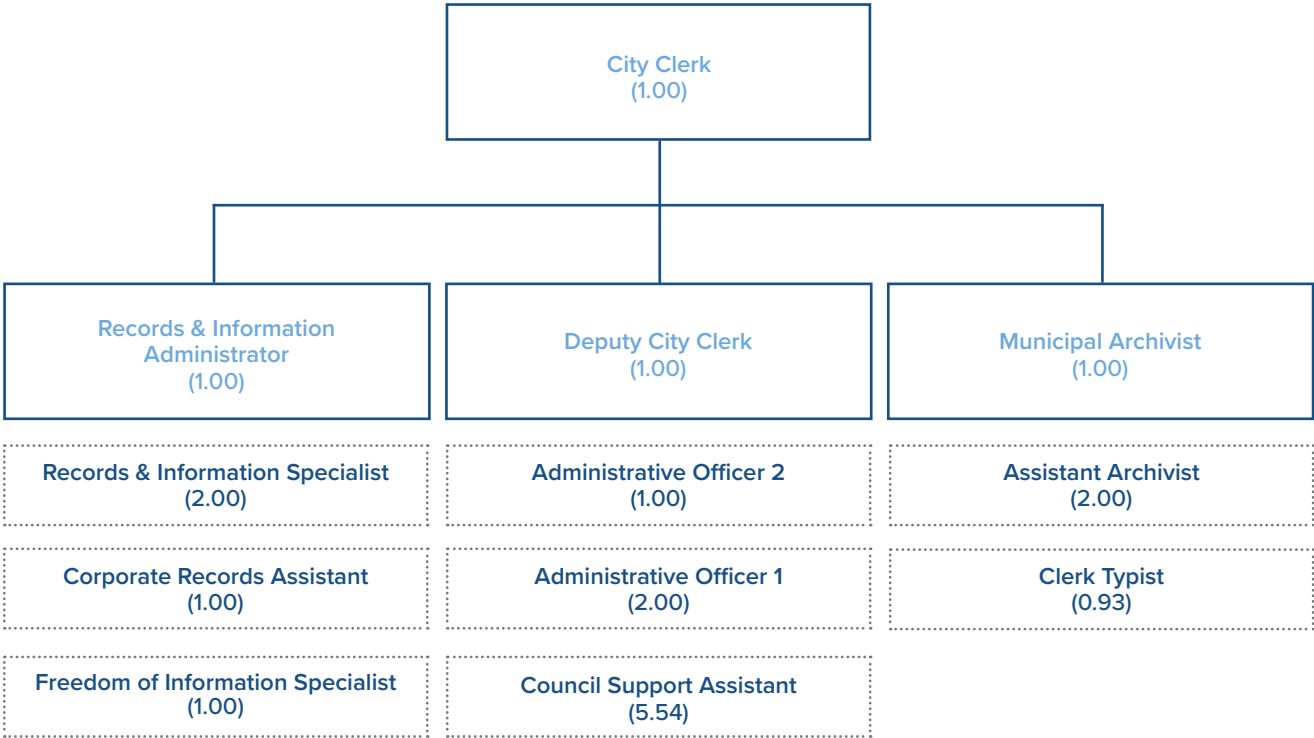 City Clerk
(1.00)
Records & Information
Administrator
(1.00)
Deputy City Clerk
(1.00)
Municipal Archivist
(1.00)
Records & Information Specialist
(2.00)
Administrative Officer 2
(1.00)
Assistant Archivist
(2.00)
Corporate Records Assistant
(1.00)
Administrative Officer 1
(2.00)
Clerk Typist
(0.93)
Freedom of Information Specialist
(1.00)
Council Support Assistant
(5.54)